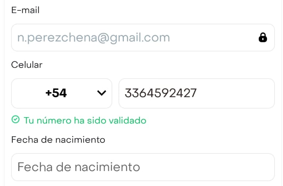 E-mail
n.perezchena@gmail.com
Celular
+54 3364592427
Tu número ha sido validado
Fecha de nacimiento
Fecha de nacimiento